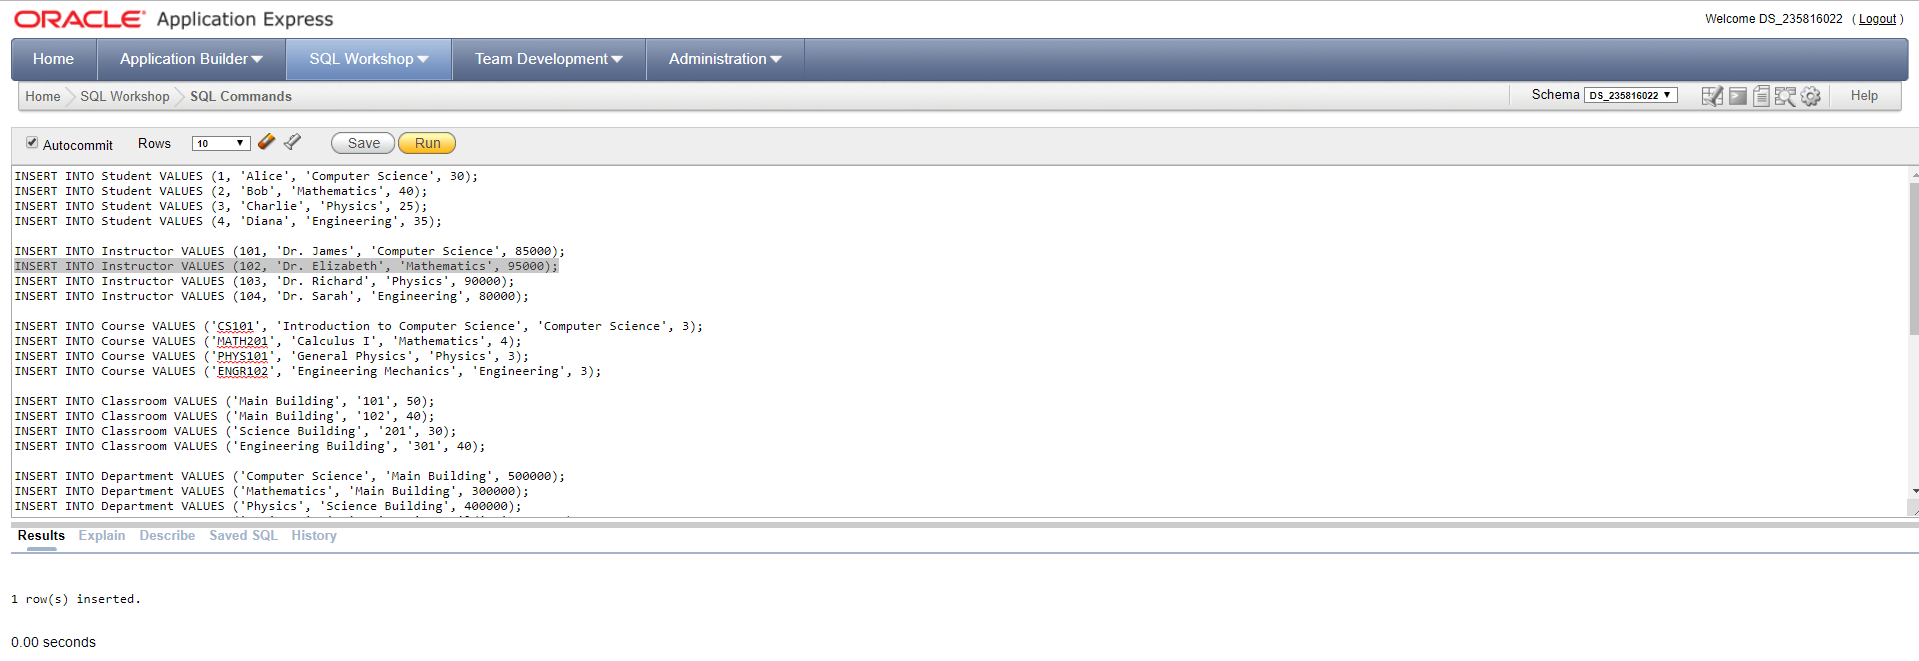 ORACLE Application Express
Welcome DS_235816022 ( Logout )
Home Application Builder SQL Workshop Team Development Administration
Home SQL Workshop SQL Commands
Schema DS_235816022 Help
Autocommit Rows 10 Save Run
INSERT INTO Student VALUES (1, 'Alice', 'Computer Science', 30);
INSERT INTO Student VALUES (2, 'Bob', 'Mathematics', 40);
INSERT INTO Student VALUES (3, 'Charlie', 'Physics', 25);
INSERT INTO Student VALUES (4, 'Diana', 'Engineering', 35);
INSERT INTO Instructor VALUES (101, 'Dr. James', 'Computer Science', 85000);
INSERT INTO Instructor VALUES (102, 'Dr. Elizabeth', 'Mathematics', 95000);
INSERT INTO Instructor VALUES (103, 'Dr. Richard', 'Physics', 90000);
INSERT INTO Instructor VALUES (104, 'Dr. Sarah', 'Engineering', 80000);
INSERT INTO Course VALUES ('CS101', 'Introduction to Computer Science', 'Computer Science', 3);
INSERT INTO Course VALUES ('MATH201', 'Calculus I', 'Mathematics', 4);
INSERT INTO Course VALUES ('PHYS101', 'General Physics', 'Physics', 3);
INSERT INTO Course VALUES ('ENGR102', 'Engineering Mechanics', 'Engineering', 3);
INSERT INTO Classroom VALUES ('Main Building', '101', 50);
INSERT INTO Classroom VALUES ('Main Building', '102', 40);
INSERT INTO Classroom VALUES ('Science Building', '201', 30);
INSERT INTO Classroom VALUES ('Engineering Building', '301', 40);
INSERT INTO Department VALUES ('Computer Science', 'Main Building', 500000);
INSERT INTO Department VALUES ('Mathematics', 'Main Building', 300000);
INSERT INTO Department VALUES ('Physics', 'Science Building', 400000);
Results Explain Describe Saved SQL History
1 row(s) inserted.
0.00 seconds